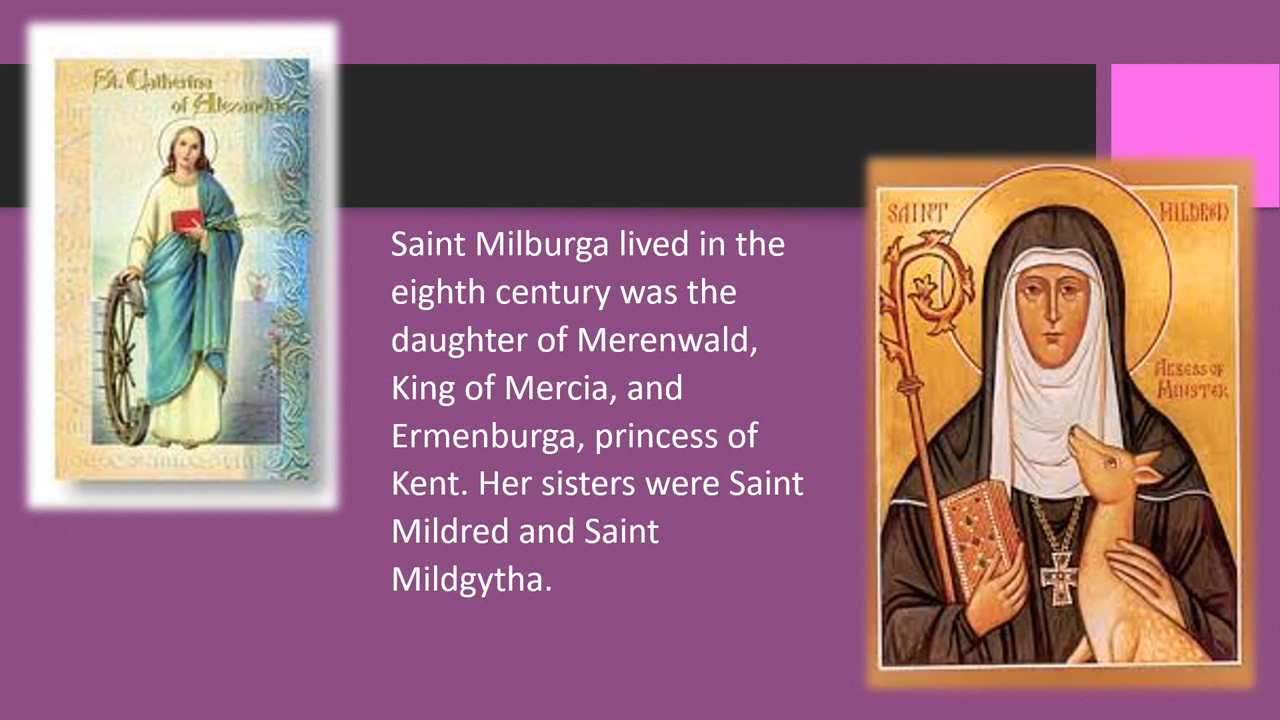 St. Catherine
of Alexandria
Saint Milburga lived in the
eighth century was the
daughter of Merenwald,
King of Mercia, and
Ermenburga, princess of
Kent. Her sisters were Saint
Mildred and Saint
Mildgytha.
SAINT MILDRED
ABBESS OF
MINSTER